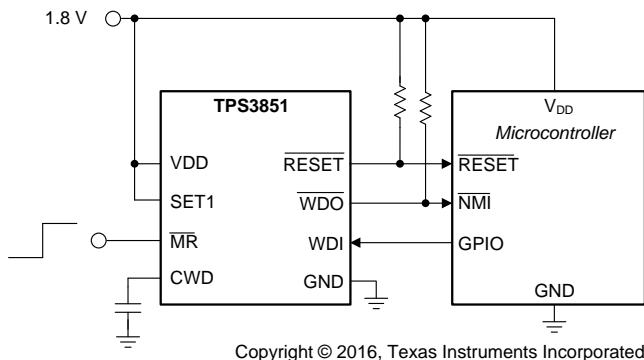 1.8 V
TPS3851
VDD
SET1
MR
CWD
RESET
WDO
WDI
GND
VDD
Microcontroller
RESET
NMI
GPIO
GND
Copyright © 2016, Texas Instruments Incorporated